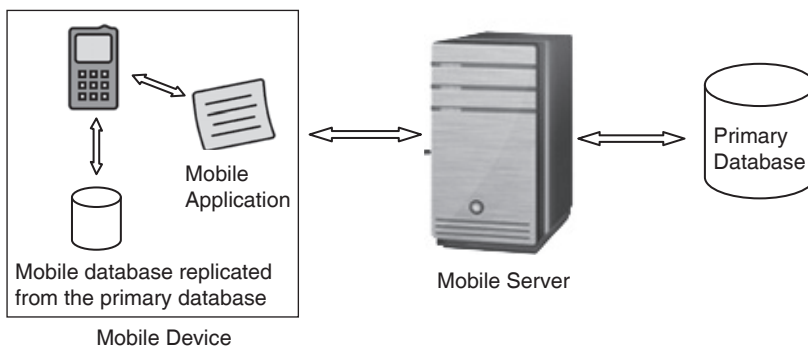 Mobile
Application
Mobile database replicated
from the primary database
Mobile Device
Mobile Server
Primary
Database